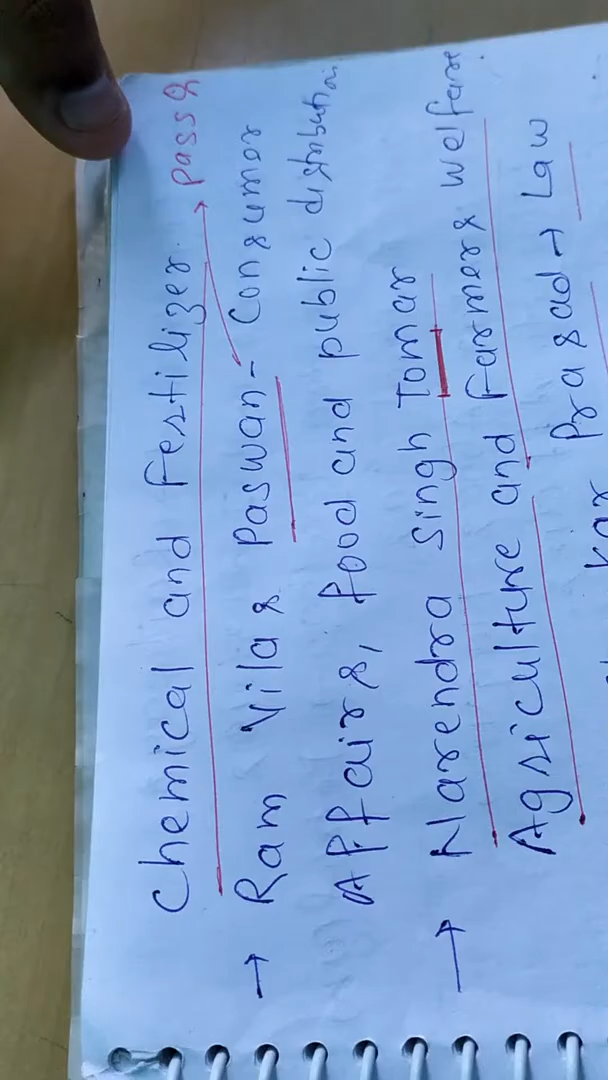 Chemical and Fertilizer. → pass
→ Ram Vilas Paswan - Consumer
Affairs, food and public distribution.
→ Narendra Singh Tomar
Agriculture and Farmers welfare
Prasad → Law
kar